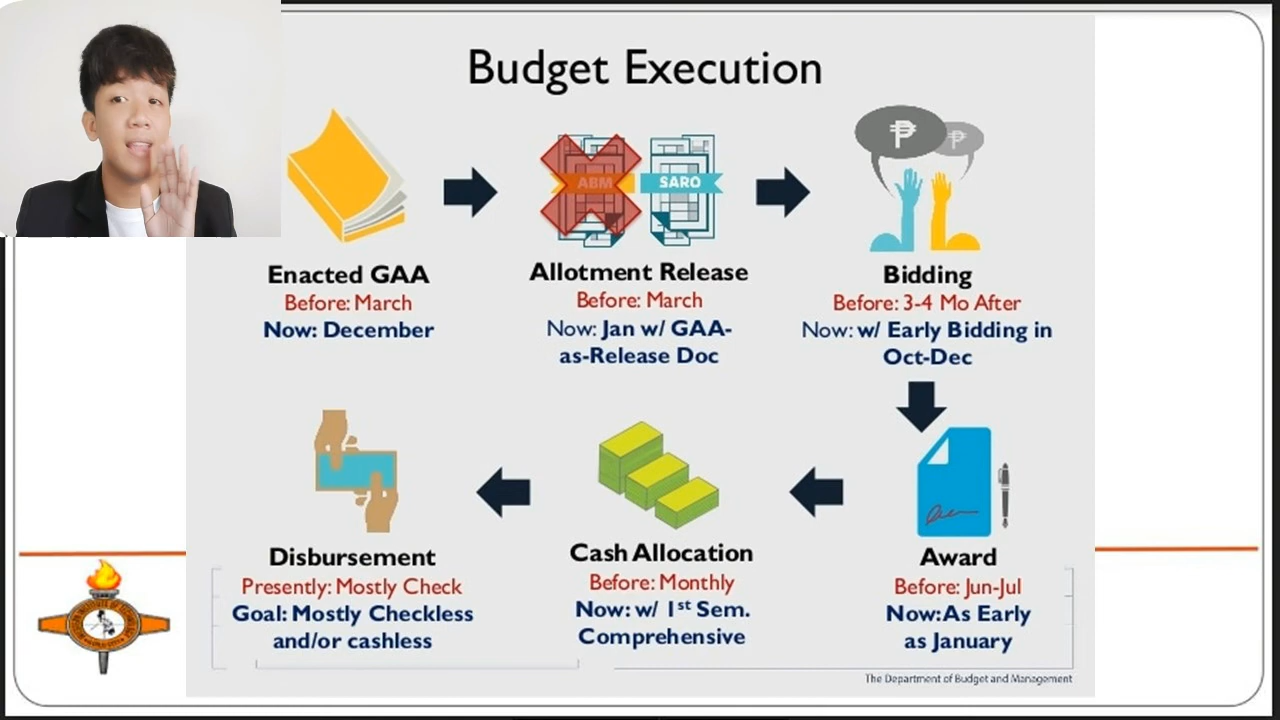 Budget Execution
ABM
SARO
₱
₱
Enacted GAA
Before: March
Now: December
Allotment Release
Before: March
Now: Jan w/ GAA-
as-Release Doc
Bidding
Before: 3-4 Mo After
Now: w/ Early Bidding in
Oct-Dec
Disbursement
Presently: Mostly Check
Goal: Mostly Checkless
and/or cashless
Cash Allocation
Before: Monthly
Now: w/ 1st Sem.
Comprehensive
Award
Before: Jun-Jul
Now: As Early
as January
The Department of Budget and Management